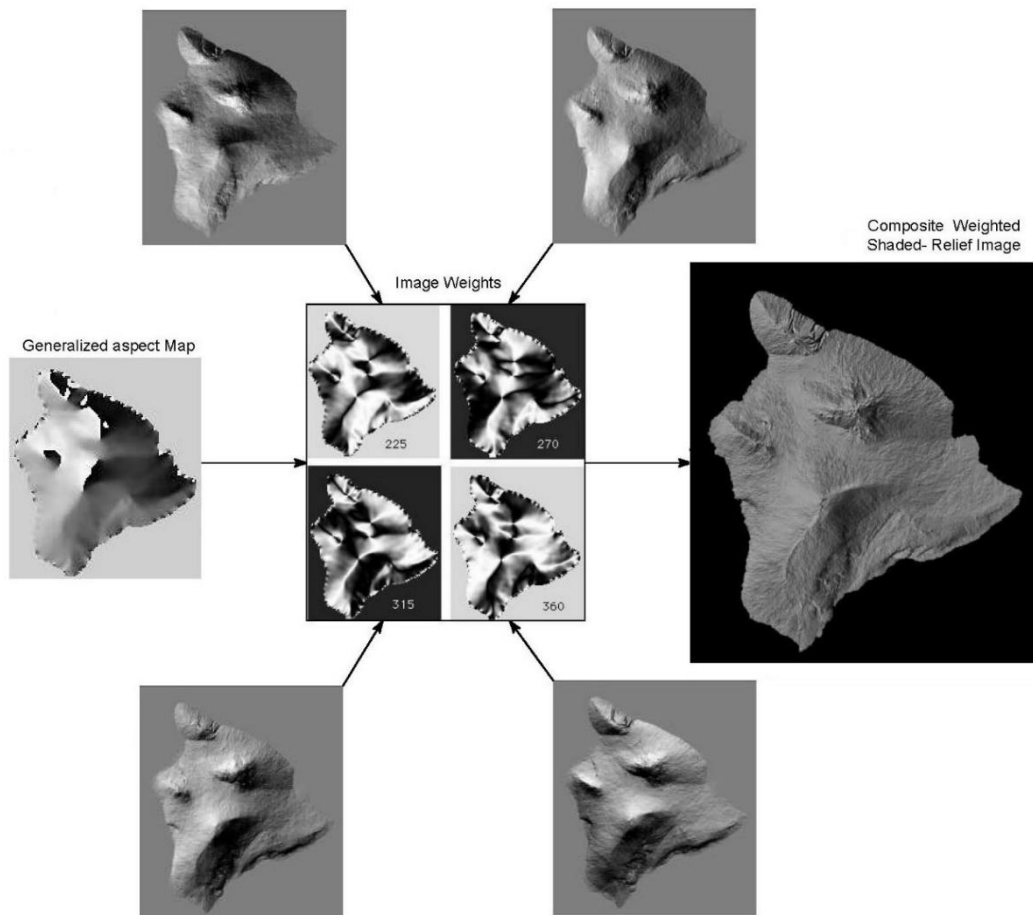 Composite Weighted
Shaded- Relief Image
Image Weights
Generalized aspect Map
225
270
315
360